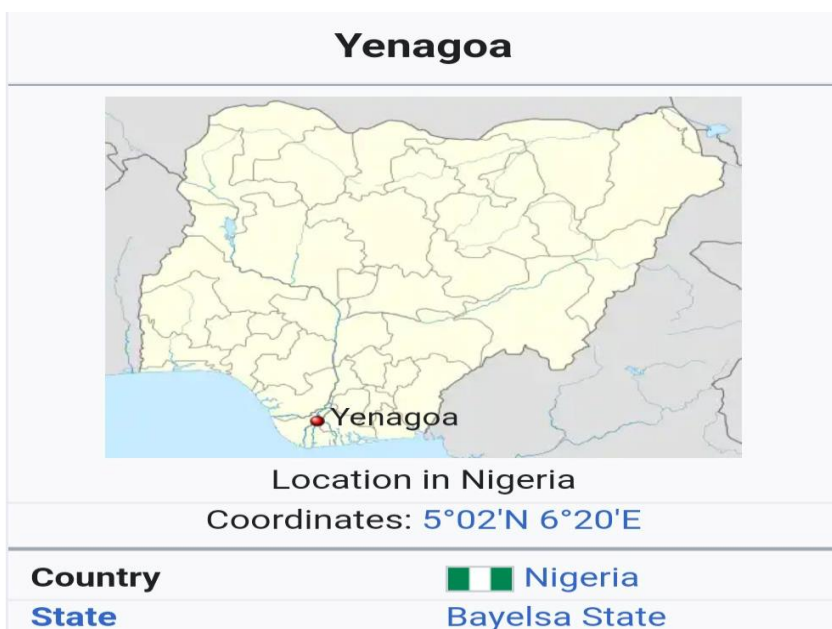 Yenagoa
Yenagoa
Location in Nigeria
Coordinates: 5°02'N 6°20'E
Country Nigeria
State Bayelsa State